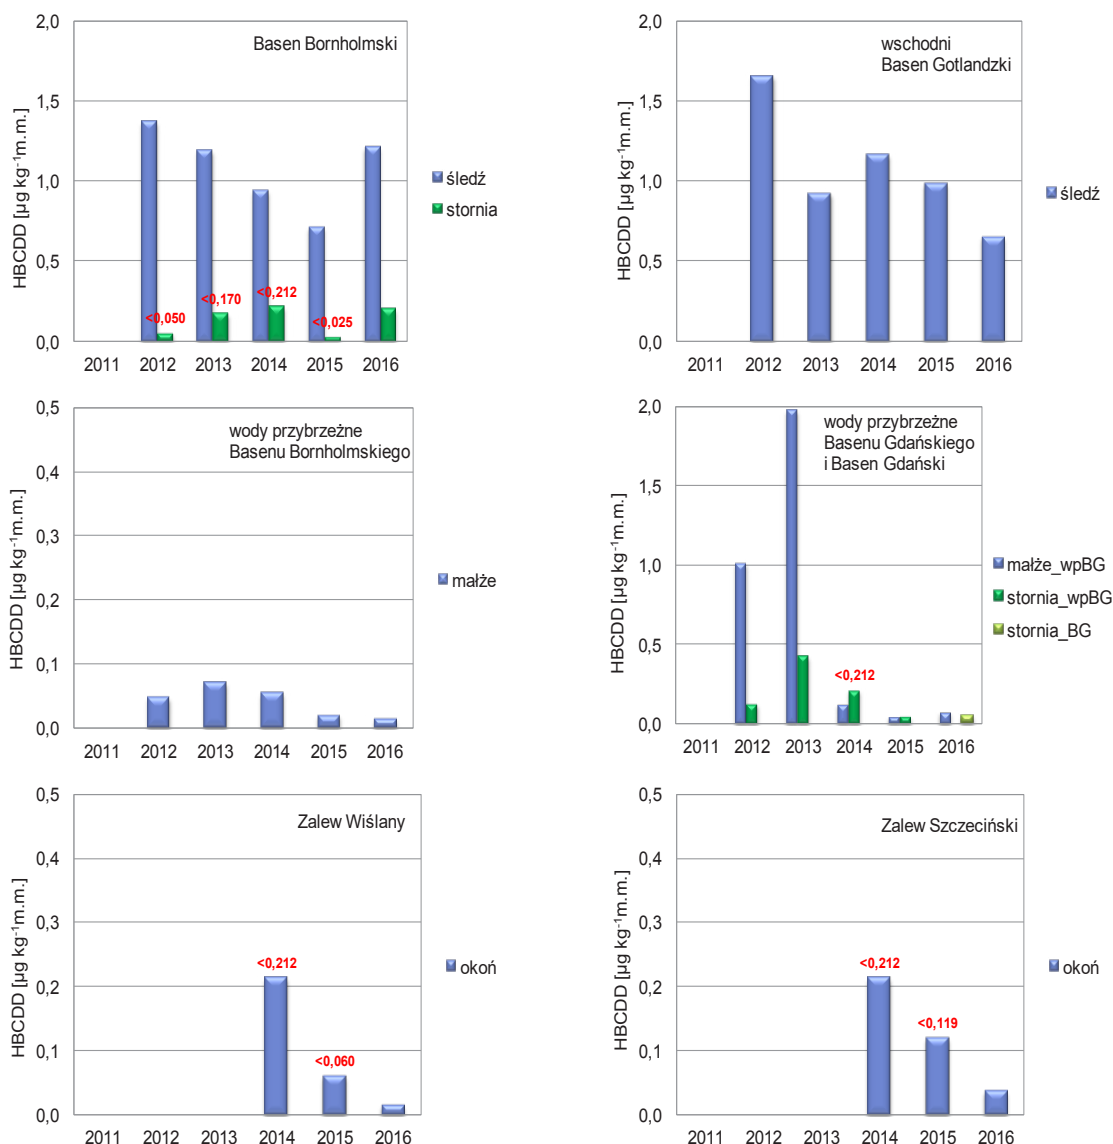 Basen Bornholmski
HBCDD [µg kg⁻¹m.m.]
2,0
1,5
1,0
0,5
0,0
<0,050
<0,170
<0,212
<0,025
2011 2012 2013 2014 2015 2016
śledź
stornia
wschodni
Basen Gotlandzki
HBCDD [µg kg⁻¹m.m.]
2,0
1,5
1,0
0,5
0,0
2011 2012 2013 2014 2015 2016
śledź
wody przybrzeżne
Basenu Bornholmskiego
HBCDD [µg kg⁻¹m.m.]
0,5
0,4
0,3
0,2
0,1
0,0
2011 2012 2013 2014 2015 2016
małże
wody przybrzeżne
Basenu Gdańskiego
i Basen Gdański
HBCDD [µg kg⁻¹m.m.]
2,0
1,5
1,0
0,5
0,0
<0,212
2011 2012 2013 2014 2015 2016
małże_wpBG
stornia_wpBG
stornia_BG
Zalew Wiślany
HBCDD [µg kg⁻¹m.m.]
0,5
0,4
0,3
0,2
0,1
0,0
<0,212
<0,060
2011 2012 2013 2014 2015 2016
okoń
Zalew Szczeciński
HBCDD [µg kg⁻¹m.m.]
0,5
0,4
0,3
0,2
0,1
0,0
<0,212
<0,119
2011 2012 2013 2014 2015 2016
okoń